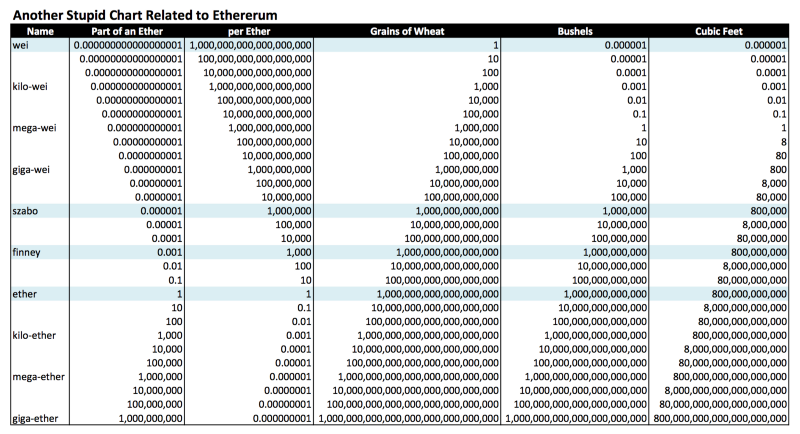 Another Stupid Chart Related to Ethererum
Name Part of an Ether per Ether Grains of Wheat Bushels Cubic Feet
wei 0.000000000000000001 1,000,000,000,000,000,000 1 0.000001 0.000001
0.00000000000000001 100,000,000,000,000,000 10 0.00001 0.00001
0.0000000000000001 10,000,000,000,000,000 100 0.0001 0.0001
kilo-wei 0.000000000000001 1,000,000,000,000,000 1,000 0.001 0.001
0.00000000000001 100,000,000,000,000 10,000 0.01 0.01
0.0000000000001 10,000,000,000,000 100,000 0.1 0.1
mega-wei 0.000000000001 1,000,000,000,000 1,000,000 1 1
0.00000000001 100,000,000,000 10,000,000 10 8
0.0000000001 10,000,000,000 100,000,000 100 80
giga-wei 0.000000001 1,000,000,000 1,000,000,000 1,000 800
0.00000001 100,000,000 10,000,000,000 10,000 8,000
0.0000001 10,000,000 100,000,000,000 100,000 80,000
szabo 0.000001 1,000,000 1,000,000,000,000 1,000,000 800,000
0.00001 100,000 10,000,000,000,000 10,000,000 8,000,000
0.0001 10,000 100,000,000,000,000 100,000,000 80,000,000
finney 0.001 1,000 1,000,000,000,000,000 1,000,000,000 800,000,000
0.01 100 10,000,000,000,000,000 10,000,000,000 8,000,000,000
0.1 10 100,000,000,000,000,000 100,000,000,000 80,000,000,000
ether 1 1 1,000,000,000,000,000,000 1,000,000,000,000 800,000,000,000
10 0.1 10,000,000,000,000,000,000 10,000,000,000,000 8,000,000,000,000
100 0.01 100,000,000,000,000,000,000 100,000,000,000,000 80,000,000,000,000
kilo-ether 1,000 0.001 1,000,000,000,000,000,000,000 1,000,000,000,000,000 800,000,000,000,000
10,000 0.0001 10,000,000,000,000,000,000,000 10,000,000,000,000,000 8,000,000,000,000,000
100,000 0.00001 100,000,000,000,000,000,000,000 100,000,000,000,000,000 80,000,000,000,000,000
mega-ether 1,000,000 0.000001 1,000,000,000,000,000,000,000,000 1,000,000,000,000,000,000 800,000,000,000,000,000
10,000,000 0.0000001 10,000,000,000,000,000,000,000,000 10,000,000,000,000,000,000 8,000,000,000,000,000,000
100,000,000 0.00000001 100,000,000,000,000,000,000,000,000 100,000,000,000,000,000,000 80,000,000,000,000,000,000
giga-ether 1,000,000,000 0.000000001 1,000,000,000,000,000,000,000,000,000 1,000,000,000,000,000,000,000 800,000,000,000,000,000,000